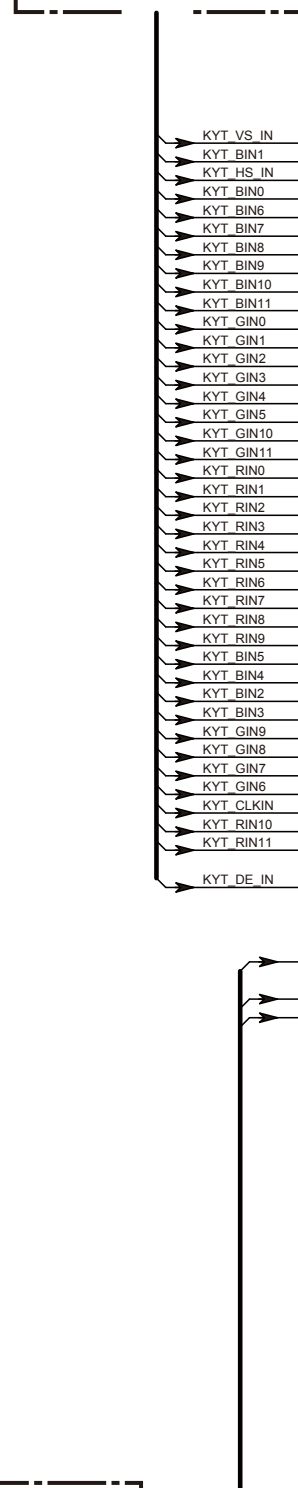 KYT_VS_IN
KYT_BIN1
KYT_HS_IN
KYT_BIN0
KYT_BIN6
KYT_BIN7
KYT_BIN8
KYT_BIN9
KYT_BIN10
KYT_BIN11
KYT_GIN0
KYT_GIN1
KYT_GIN2
KYT_GIN3
KYT_GIN4
KYT_GIN5
KYT_GIN10
KYT_GIN11
KYT_RIN0
KYT_RIN1
KYT_RIN2
KYT_RIN3
KYT_RIN4
KYT_RIN5
KYT_RIN6
KYT_RIN7
KYT_RIN8
KYT_RIN9
KYT_BIN5
KYT_BIN4
KYT_BIN2
KYT_BIN3
KYT_GIN9
KYT_GIN8
KYT_GIN7
KYT_GIN6
KYT_CLKIN
KYT_RIN10
KYT_RIN11
KYT_DE_IN